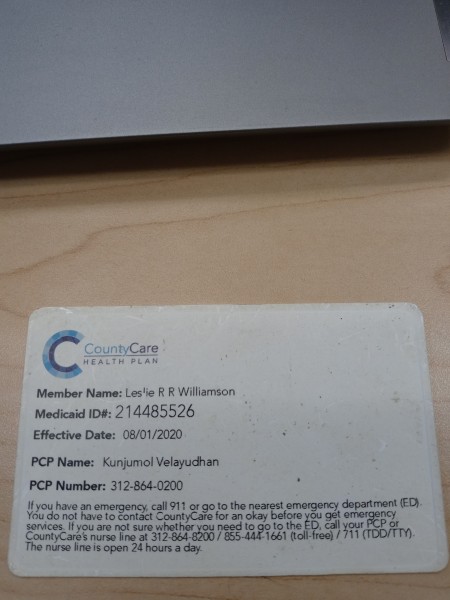 CountyCare
HEALTH PLAN
Member Name: Leslie R R Williamson
Medicaid ID#: 214485526
Effective Date: 08/01/2020
PCP Name: Kunjumol Velayudhan
PCP Number: 312-864-0200
If you have an emergency, call 911 or go to the nearest emergency department (ED).
You do not have to contact CountyCare for an okay before you get emergency
services. If you are not sure whether you need to go to the ED, call your PCP or
CountyCare's nurse line at 312-864-8200 / 855-444-1661 (toll-free) / 711 (TDD/TTY).
The nurse line is open 24 hours a day.